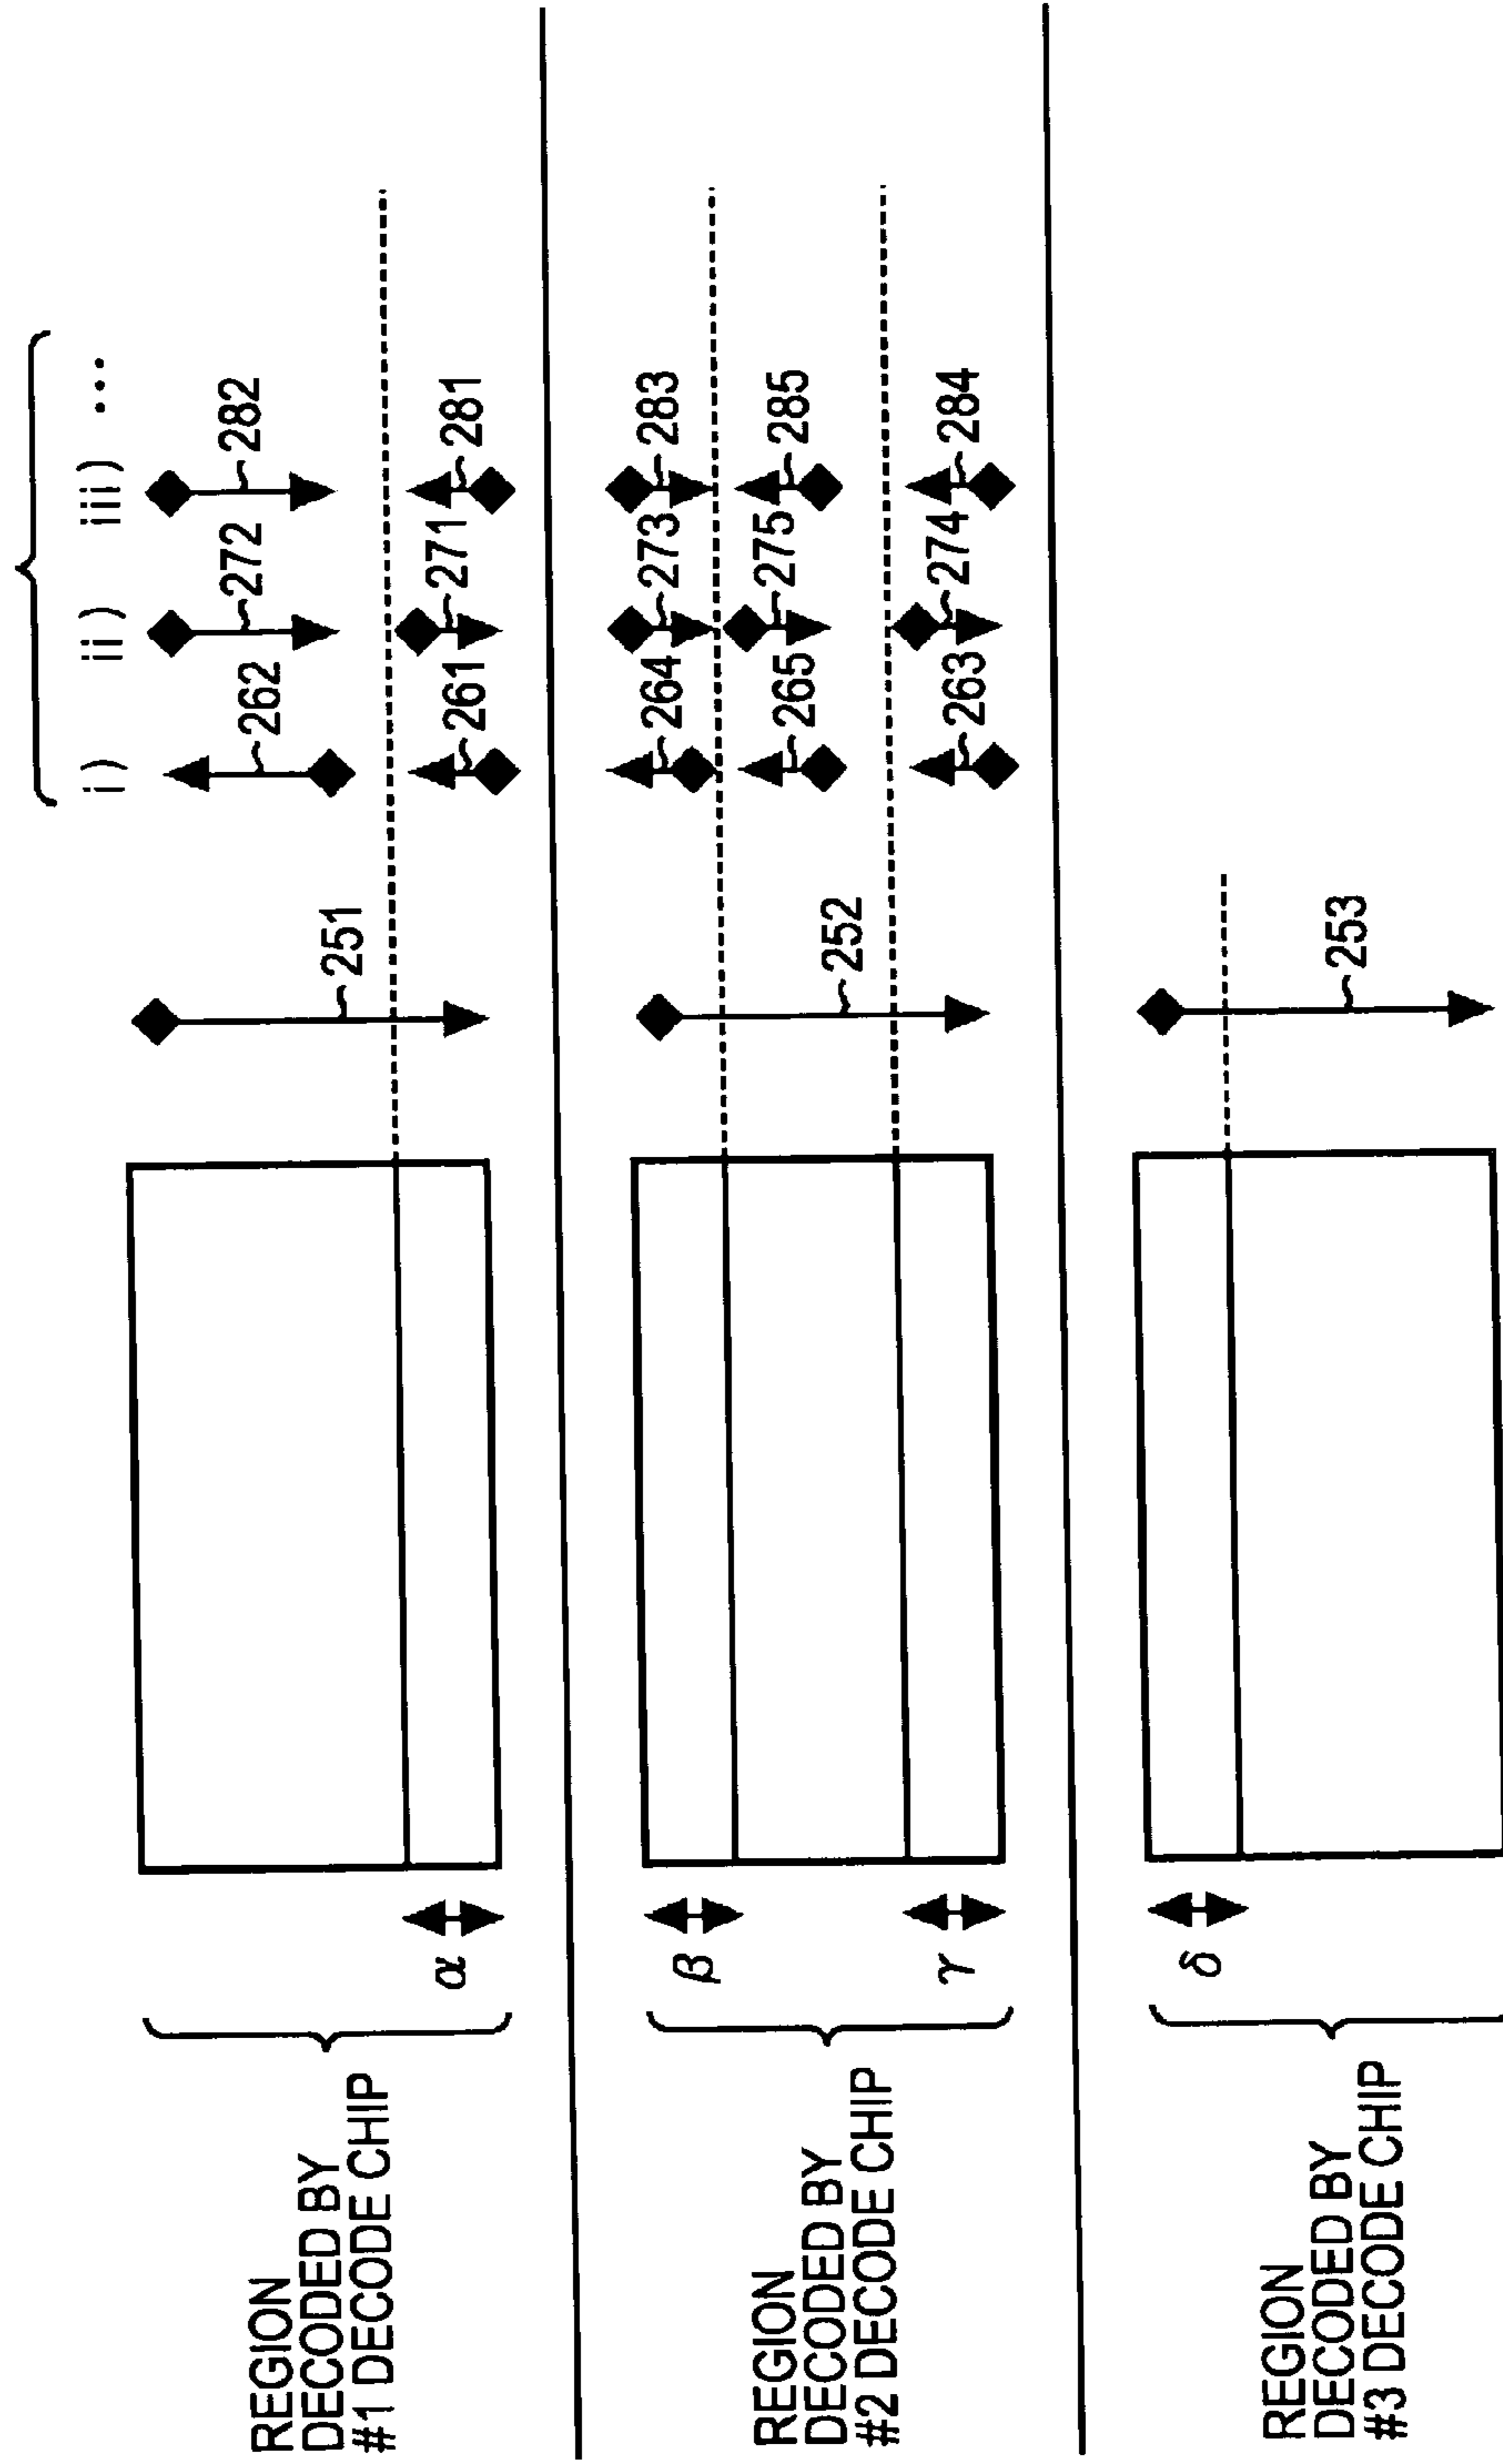 i) ii) iii) ...
REGION
DECODED BY
#1 DECODE CHIP
α
251
262
272
282
261
271
281
REGION
DECODED BY
#2 DECODE CHIP
β
γ
252
264
273
283
265
275
285
263
274
284
REGION
DECODED BY
#3 DECODE CHIP
δ
253